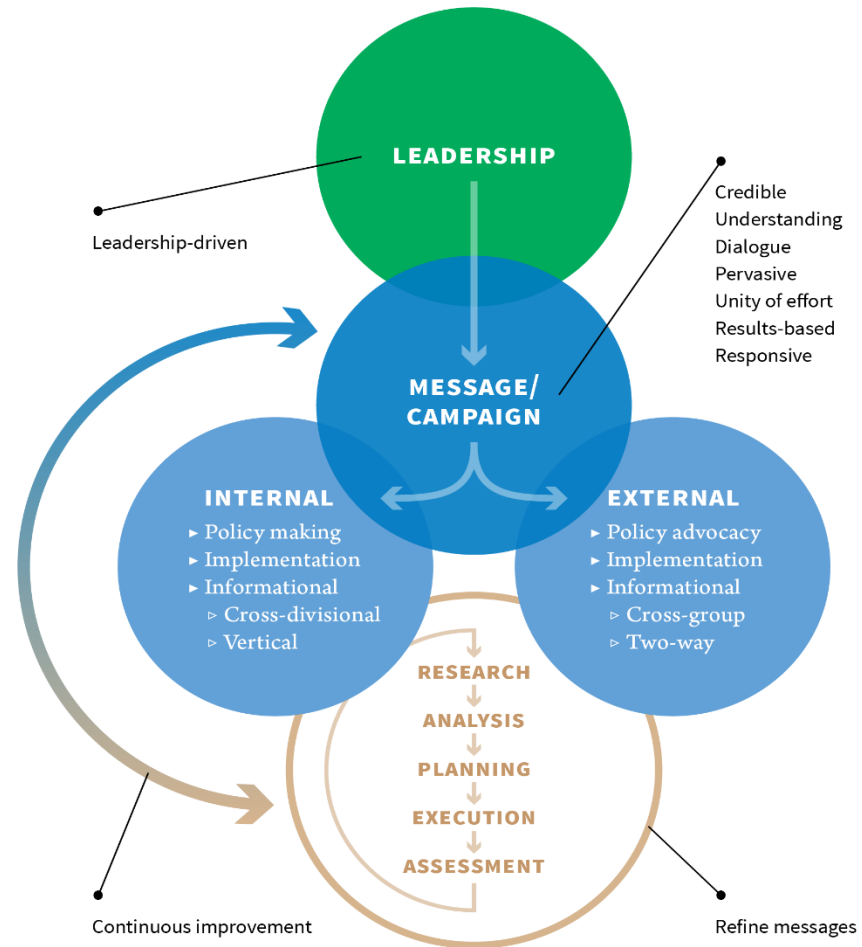 LEADERSHIP
Leadership-driven
Credible
Understanding
Dialogue
Pervasive
Unity of effort
Results-based
Responsive
MESSAGE/
CAMPAIGN
INTERNAL
▸ Policy making
▸ Implementation
▸ Informational
▹ Cross-divisional
▹ Vertical
EXTERNAL
▸ Policy advocacy
▸ Implementation
▸ Informational
▹ Cross-group
▹ Two-way
RESEARCH
ANALYSIS
PLANNING
EXECUTION
ASSESSMENT
Continuous improvement
Refine messages